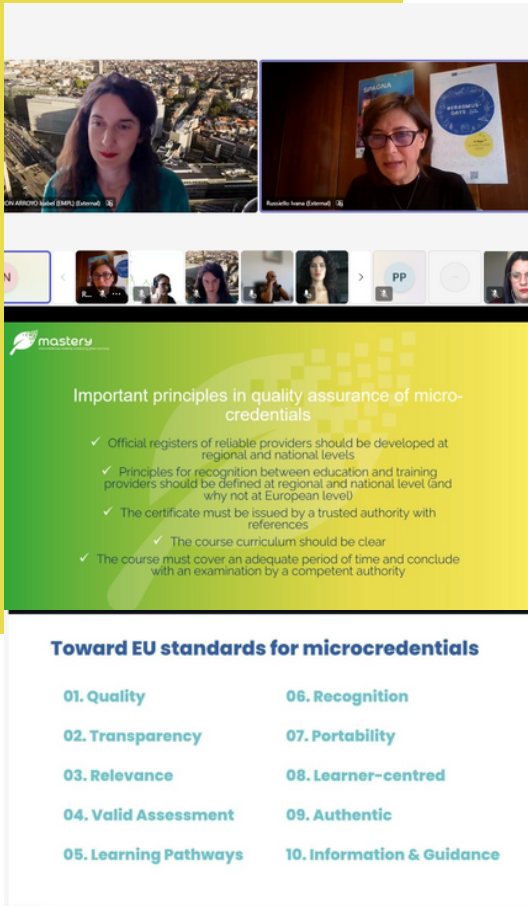 SPAGNA
#ERASMUS
DAYS
ON-ARROYO Isabel (EMPL) (External)
Russiello Ivana (External)
N
R...
PP
mastery
Important principles in quality assurance of micro-
credentials
✓ Official registers of reliable providers should be developed at
regional and national levels
✓ Principles for recognition between education and training
providers should be defined at regional and national level (and
why not at European level)
✓ The certificate must be issued by a trusted authority with
references
✓ The course curriculum should be clear
✓ The course must cover an adequate period of time and conclude
with an examination by a competent authority
Toward EU standards for microcredentials
01. Quality
02. Transparency
03. Relevance
04. Valid Assessment
05. Learning Pathways
06. Recognition
07. Portability
08. Learner-centred
09. Authentic
10. Information & Guidance